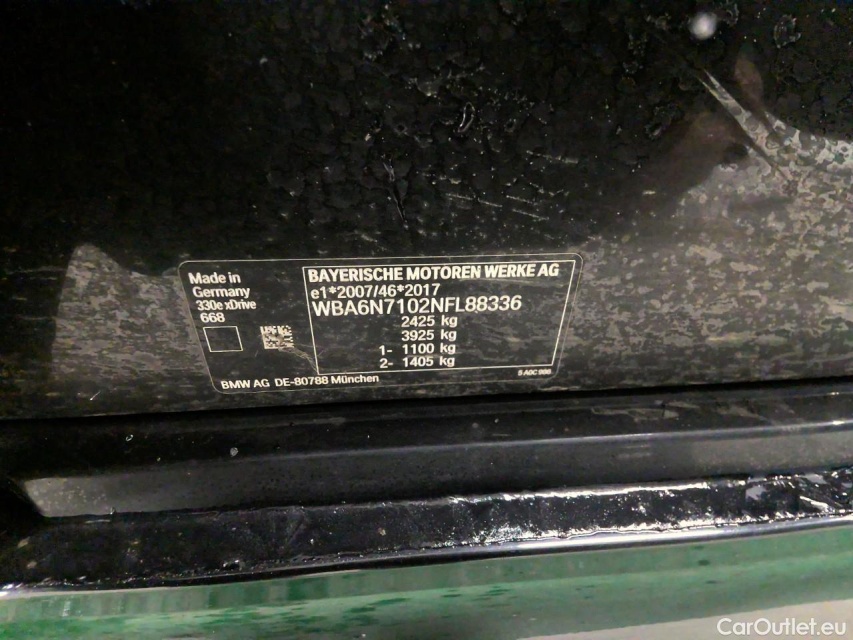 Made in
Germany
330e xDrive
668
BAYERISCHE MOTOREN WERKE AG
e1*2007/46*2017
WBA6N7102NFL88336
2425 kg
3925 kg
1- 1100 kg
2- 1405 kg
BMW AG DE-80788 München
CarOutlet.eu